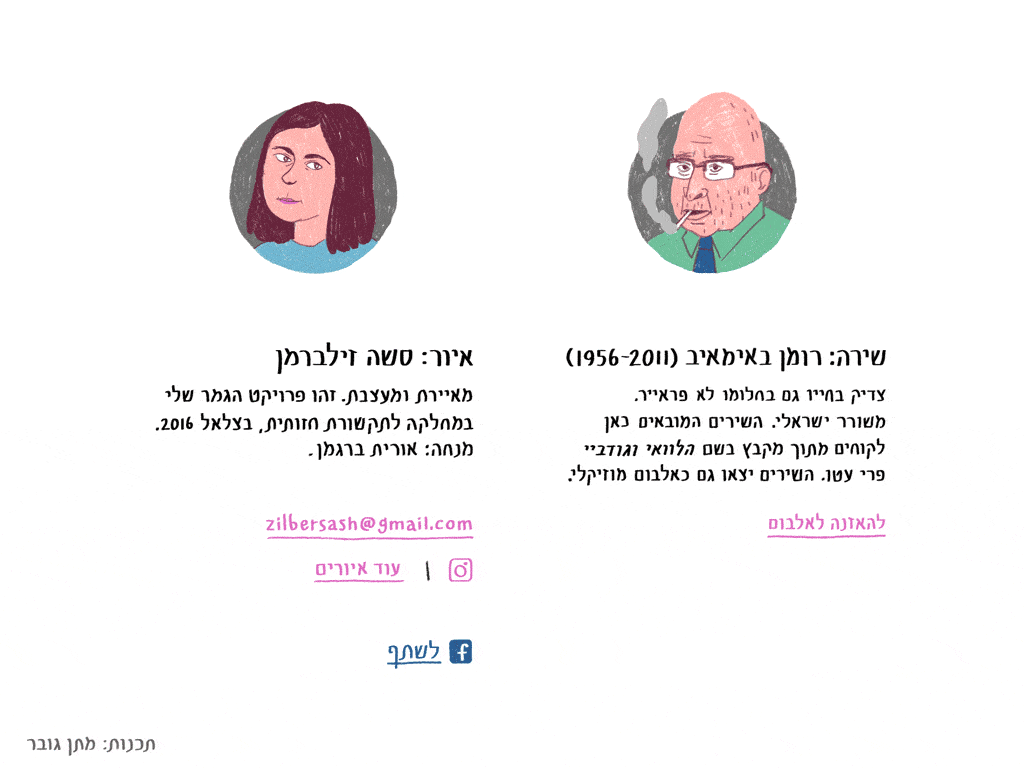 שירה: רומן באימאיב (1956-2011)
צדיק בחייו גם בחלומו לא פראייר.
משורר ישראלי. השירים המובאים כאן
לקוחים מתוך מקבץ בשם הלוואי וגודביי
פרי עטו. השירים יצאו גם כאלבום מוזיקלי.
להאזנה לאלבום
איור: סשה זילברמן
מאיירת ומעצבת. זהו פרויקט הגמר שלי
במחלקה לתקשורת חזותית, בצלאל 2016.
מנחה: אורית ברגמן.
zilbersash@gmail.com
| עוד איורים
לשתף
תכנות: מתן גובר